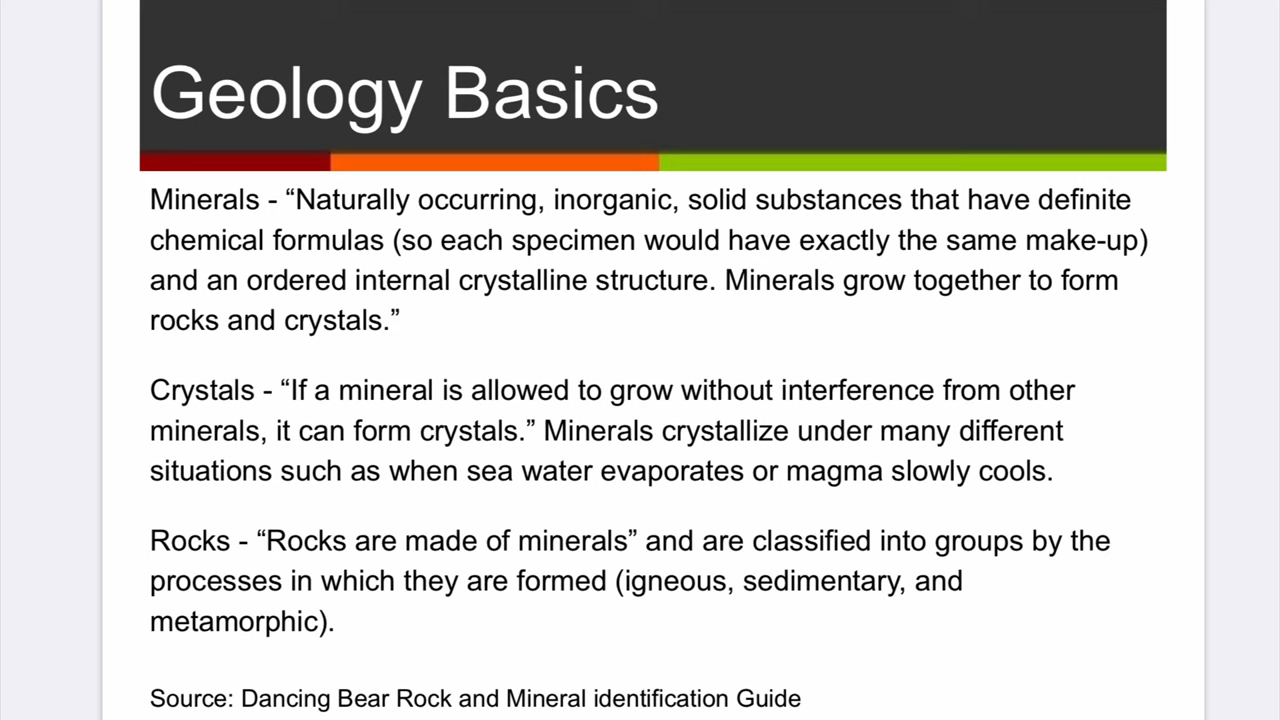 Geology Basics
Minerals - “Naturally occurring, inorganic, solid substances that have definite
chemical formulas (so each specimen would have exactly the same make-up)
and an ordered internal crystalline structure. Minerals grow together to form
rocks and crystals.”
Crystals - “If a mineral is allowed to grow without interference from other
minerals, it can form crystals.” Minerals crystallize under many different
situations such as when sea water evaporates or magma slowly cools.
Rocks - “Rocks are made of minerals” and are classified into groups by the
processes in which they are formed (igneous, sedimentary, and
metamorphic).
Source: Dancing Bear Rock and Mineral identification Guide